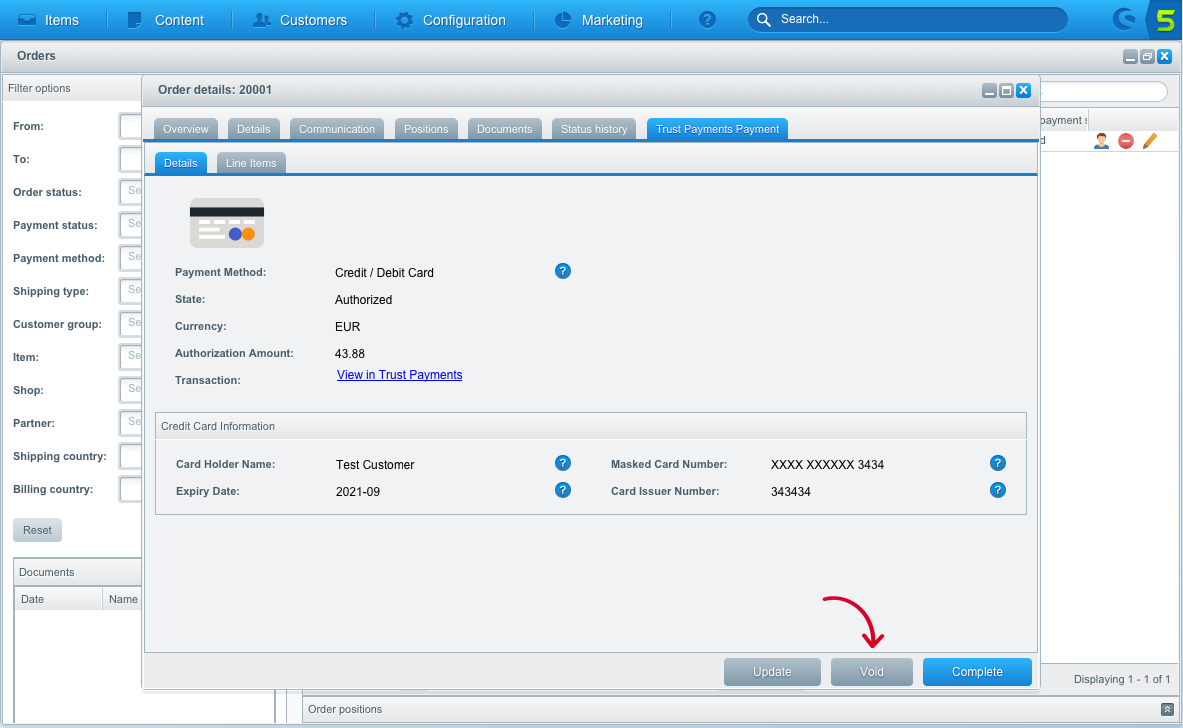 Items Content Customers Configuration Marketing ? Search... 5
Orders
Filter options
Order details: 20001
Overview Details Communication Positions Documents Status history Trust Payments Payment
Details Line Items
From:
To:
Order status: Se
Payment status: Se
Payment method: Se
Shipping type: Se
Customer group: Se
Item: Se
Shop: Se
Partner: Se
Shipping country:
Billing country:
Reset
Documents
Date Name
Payment Method: Credit / Debit Card ?
State: Authorized
Currency: EUR
Authorization Amount: 43.88
Transaction: View in Trust Payments
Credit Card Information
Card Holder Name: Test Customer ? Masked Card Number: XXXX XXXXXX 3434 ?
Expiry Date: 2021-09 ? Card Issuer Number: 343434 ?
Update Void Complete
payment s
d
Displaying 1 - 1 of 1
Order positions